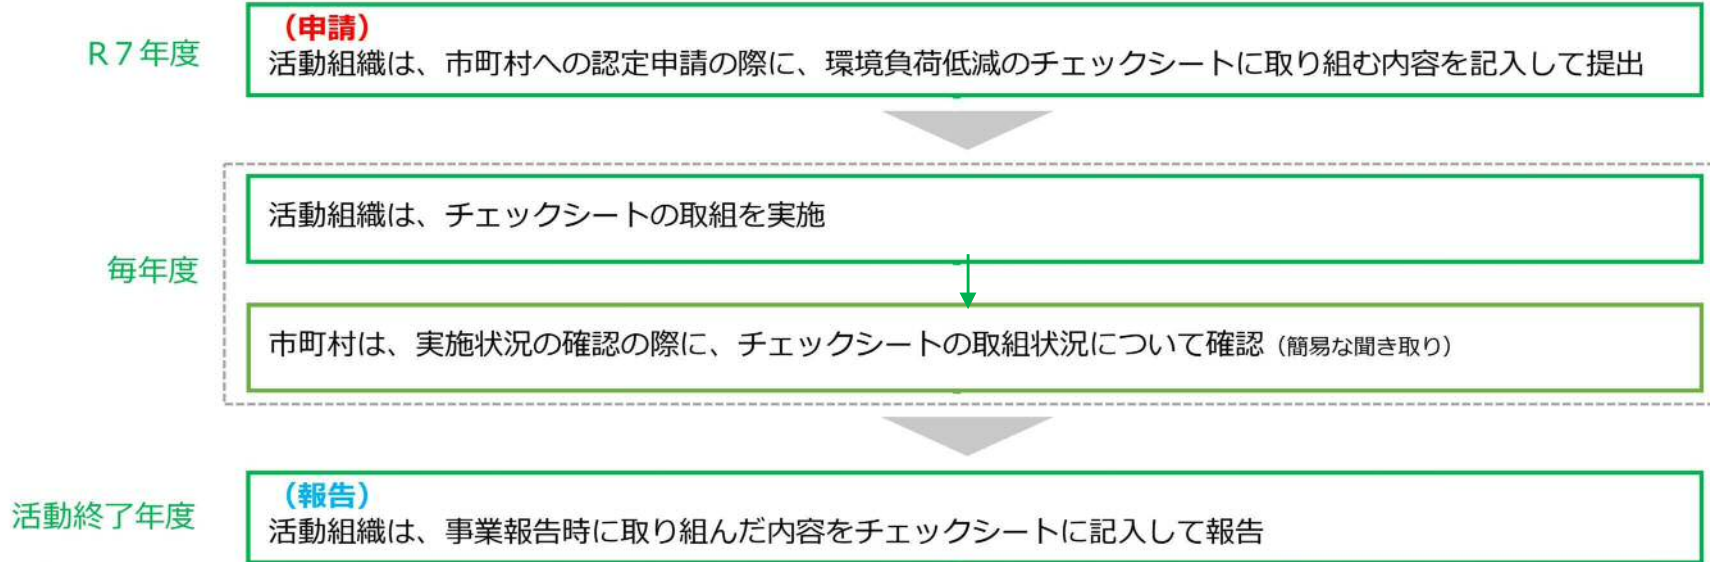 R７年度
（申請）
活動組織は、市町村への認定申請の際に、環境負荷低減のチェックシートに取り組む内容を記入して提出
毎年度
活動組織は、チェックシートの取組を実施
市町村は、実施状況の確認の際に、チェックシートの取組状況について確認（簡易な聞き取り）
活動終了年度
（報告）
活動組織は、事業報告時に取り組んだ内容をチェックシートに記入して報告